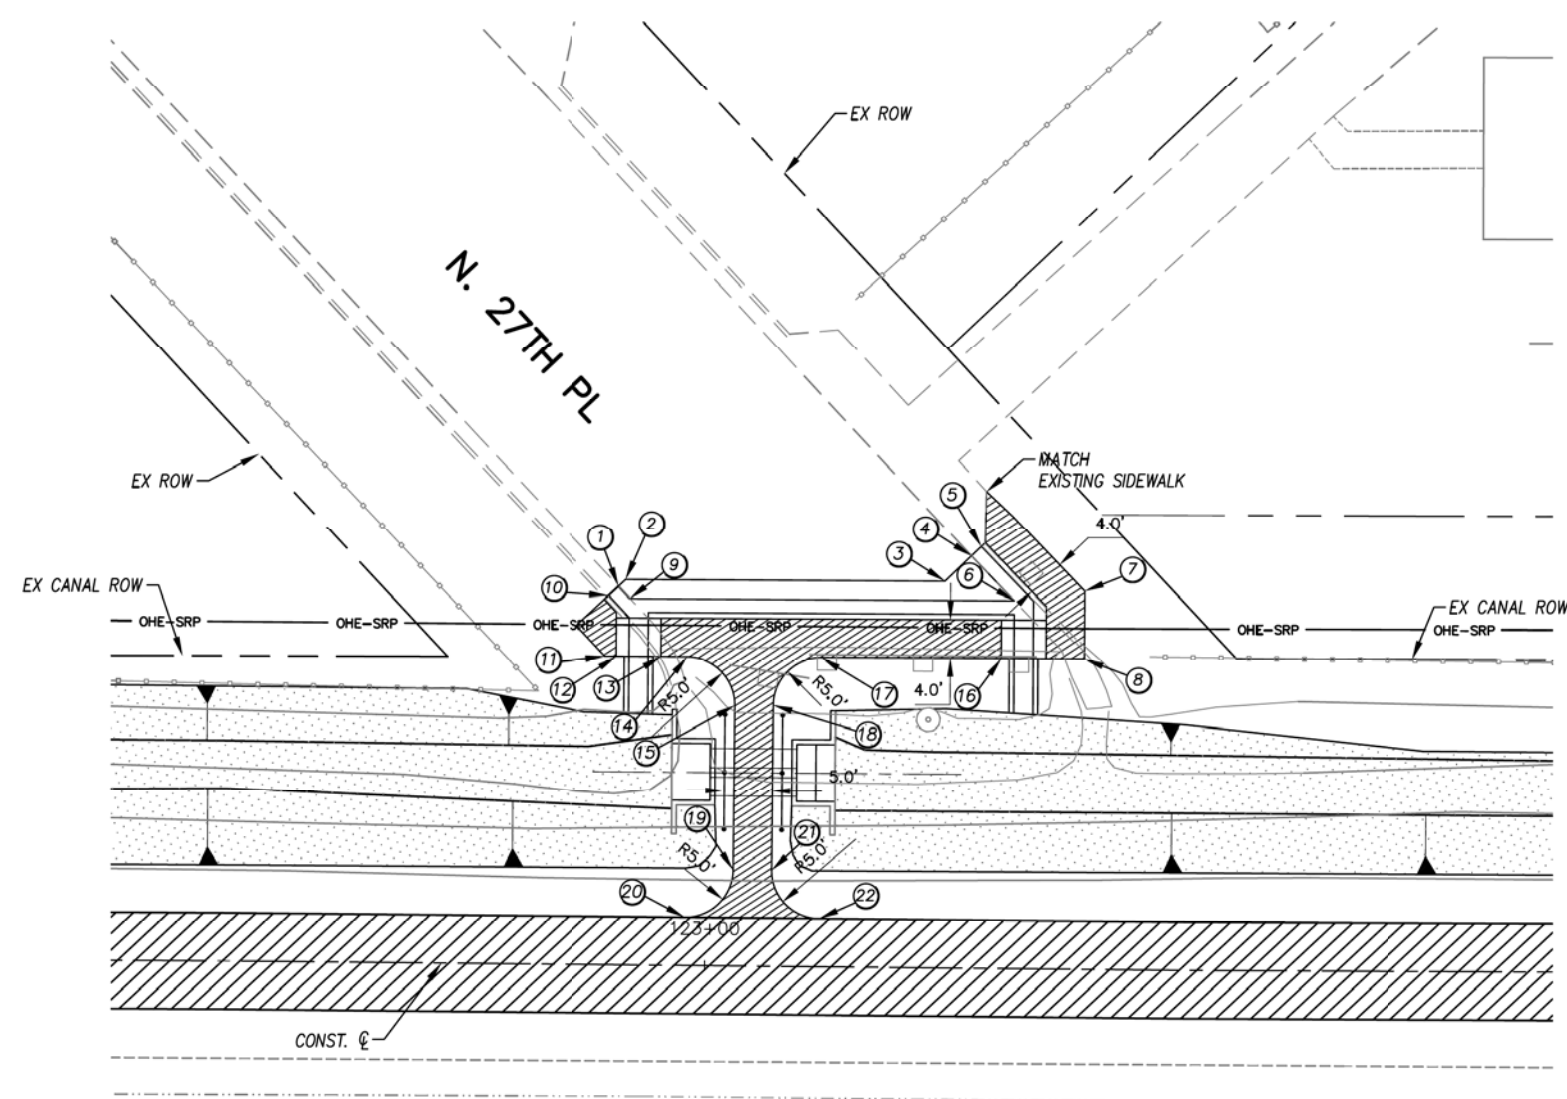 EX ROW
N. 27TH PL
EX ROW
MATCH
EXISTING SIDEWALK
5
4.0'
2
4
1
3
9
7
6
EX CANAL ROW
10
EX CANAL ROW
OHE-SRP
OHE-SRP
OHE-SRP
OHE-SRP
OHE-SRP
OHE-SRP
OHE-SRP
11
8
12
13
R5.0'
R5.0'
17
4.0'
16
14
15
18
5.0'
19
21
R5.0'
R5.0'
20
22
123+00
CONST. ℄